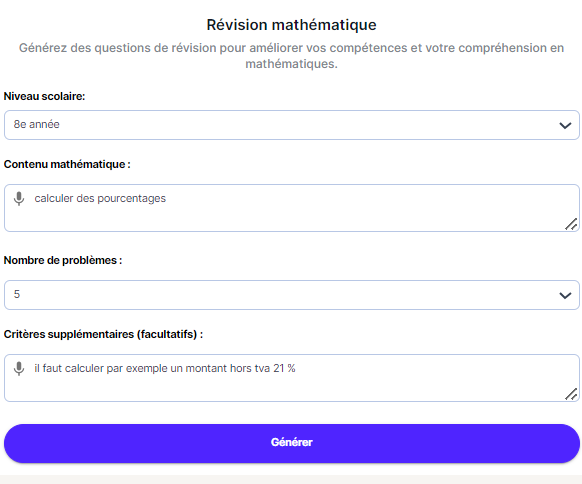 Révision mathématique
Générez des questions de révision pour améliorer vos compétences et votre compréhension en
mathématiques.
Niveau scolaire:
8e année
Contenu mathématique :
calculer des pourcentages
Nombre de problèmes :
5
Critères supplémentaires (facultatifs) :
il faut calculer par exemple un montant hors tva 21 %
Générer